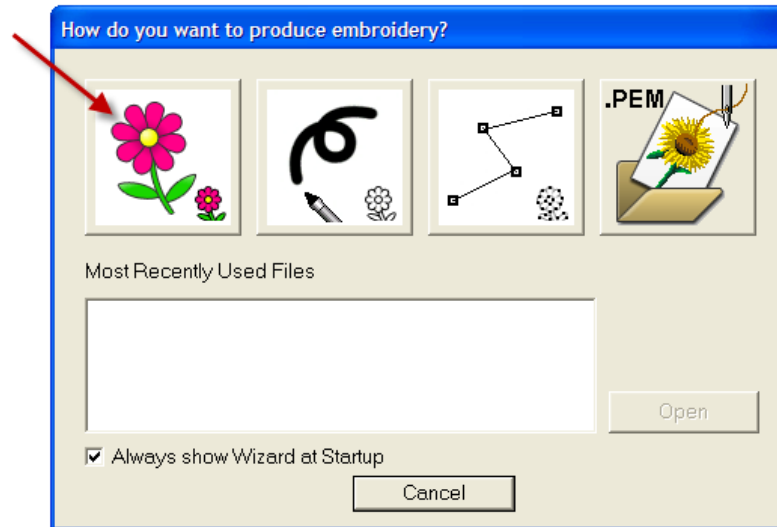 How do you want to produce embroidery?
.PEM
Most Recently Used Files
Open
Always show Wizard at Startup
Cancel